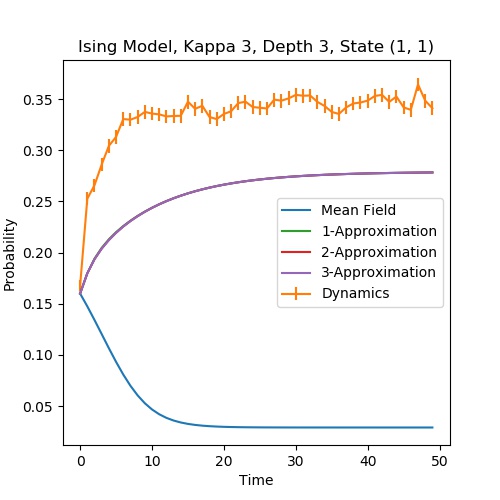 Ising Model, Kappa 3, Depth 3, State (1, 1)
Probability
0.35
0.30
0.25
0.20
0.15
0.10
0.05
Mean Field
1-Approximation
2-Approximation
3-Approximation
Dynamics
0 10 20 30 40 50
Time